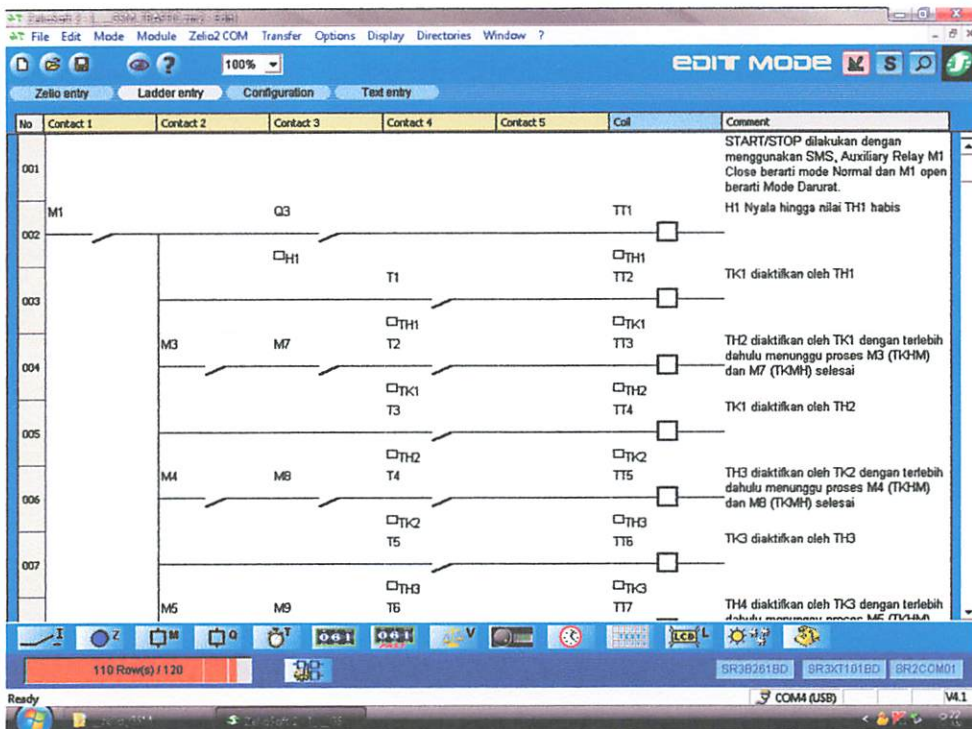 File Edit Mode Module Zelio2 COM Transfer Options Display Directories Window ?
100% EDIT MODE S
Zelio entry Ladder entry Configuration Text entry
No Contact 1 Contact 2 Contact 3 Contact 4 Contact 5 Coil Comment
001
START/STOP dilakukan dengan
menggunakan SMS, Auxiliary Relay M1
Close berarti mode Normal dan M1 open
berarti Mode Darurat.
M1 Q3 TT1 H1 Nyala hingga nilai TH1 habis
002
H1 TH1
T1 TT2 TK1 diaktifkan oleh TH1
003
TH1 TK1
M3 M7 T2 TT3 TH2 diaktifkan oleh TK1 dengan terlebih
dahulu menunggu proses M3 (TKHM)
dan M7 (TKMH) selesai
004
TK1 TH2
T3 TT4 TK1 diaktifkan oleh TH2
005
TH2 TK2
M4 M8 T4 TT5 TH3 diaktifkan oleh TK2 dengan terlebih
dahulu menunggu proses M4 (TKHM)
dan M8 (TKMH) selesai
006
TK2 TH3
T5 TT6 TK3 diaktifkan oleh TH3
007
TH3 TK3
M5 M9 T6 TT7 TH4 diaktifkan oleh TK3 dengan terlebih
dahulu menunggu proses M5 (TKHM)
I Z M Q T 061 061 V LCD L
110 Row(s) / 120 SR3B261BD SR3XT101BD SR2COM01
Ready COM4 (USB) V4.1